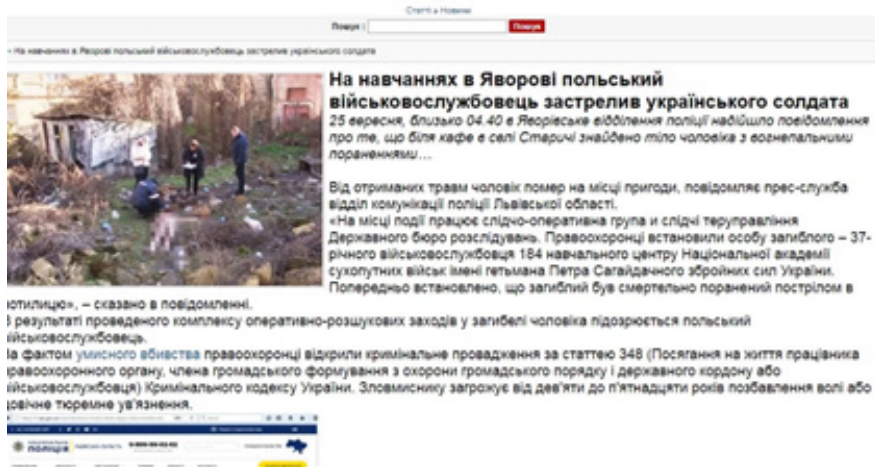 Статті а Новини
Пошук :
Пошук
» На навчаннях в Яворові польський військовослужбовець застрелив українського солдата
На навчаннях в Яворові польський
військовослужбовець застрелив українського солдата
25 вересня, близько 04.40 в Яворівське відділення поліції надійшло повідомлення
про те, що біля кафе в селі Старичі знайдено тіло чоловіка з вогнепальними
пораненнями…
Від отриманих травм чоловік помер на місці пригоди, повідомляє прес-служба
відділ комунікації поліції Львівської області.
«На місці події працює слідчо-оперативна група и слідчі теруправління
Державного бюро розслідувань. Правоохоронці встановили особу загиблого – 37-
річного військовослужбовця 184 навчального центру Національної академії
сухопутних військ імені гетьмана Петра Сагайдачного збройних сил України.
Попередньо встановлено, що загиблий був смертельно поранений пострілом в
потилицю», – сказано в повідомленні.
В результаті проведеного комплексу оперативно-розшукових заходів у загибелі чоловіка підозрюється польський
військовослужбовець.
За фактом умисного вбивства правоохоронці відкрили кримінальне провадження за статтею 348 (Посягання на життя працівника
правоохоронного органу, члена громадського формування з охорони громадського порядку і державного кордону або
військовослужбовця) Кримінального кодексу України. Зловмиснику загрожує від дев'яти до п'ятнадцяти років позбавлення волі або
довічне тюремне ув'язнення.
ПОЛІЦІЯ